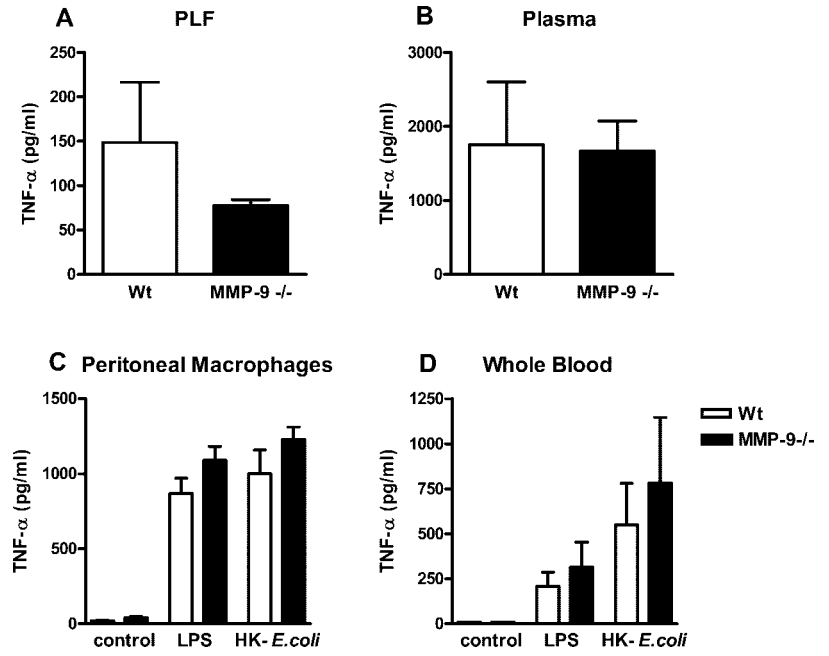 A PLF
250
200
150
100
50
0
TNF-α (pg/ml)
Wt MMP-9 -/-
B Plasma
3000
2000
1000
0
TNF-α (pg/ml)
Wt MMP-9 -/-
C Peritoneal Macrophages
1500
1000
500
0
TNF-α (pg/ml)
control LPS HK- E.coli
D Whole Blood
1250
1000
750
500
250
0
TNF-α (pg/ml)
control LPS HK- E.coli
Wt
MMP-9-/-